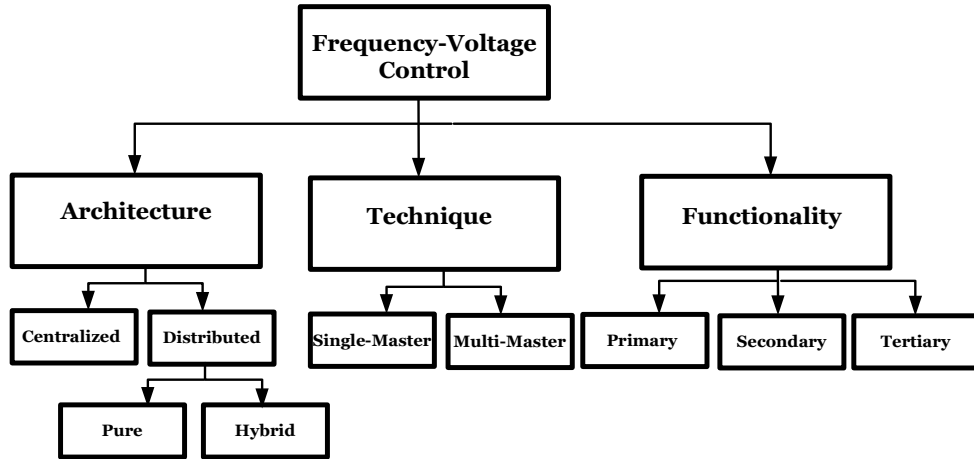 Frequency-Voltage
Control
Architecture
Technique
Functionality
Centralized
Distributed
Single-Master
Multi-Master
Primary
Secondary
Tertiary
Pure
Hybrid